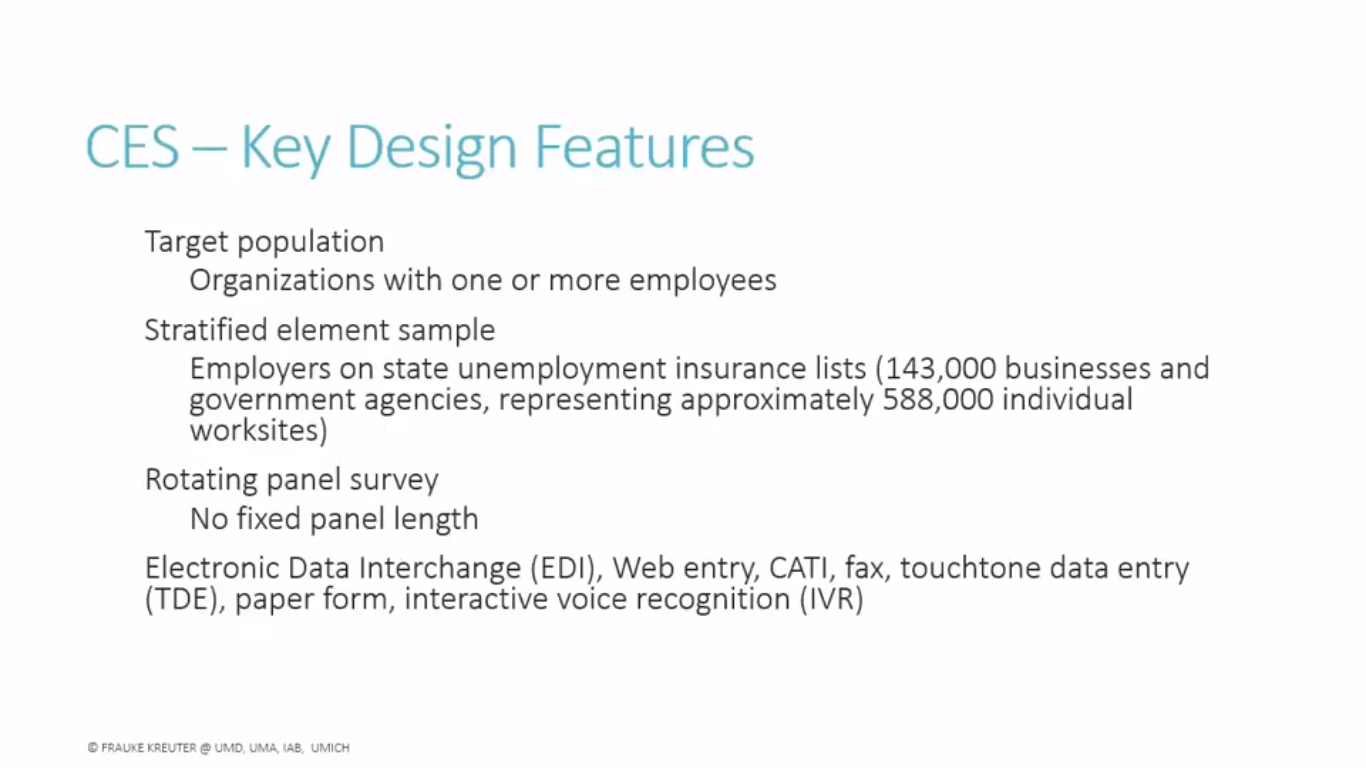 CES – Key Design Features
Target population
Organizations with one or more employees
Stratified element sample
Employers on state unemployment insurance lists (143,000 businesses and
government agencies, representing approximately 588,000 individual
worksites)
Rotating panel survey
No fixed panel length
Electronic Data Interchange (EDI), Web entry, CATI, fax, touchtone data entry
(TDE), paper form, interactive voice recognition (IVR)
© FRAUKE KREUTER @ UMD, UMA, IAB, UMICH